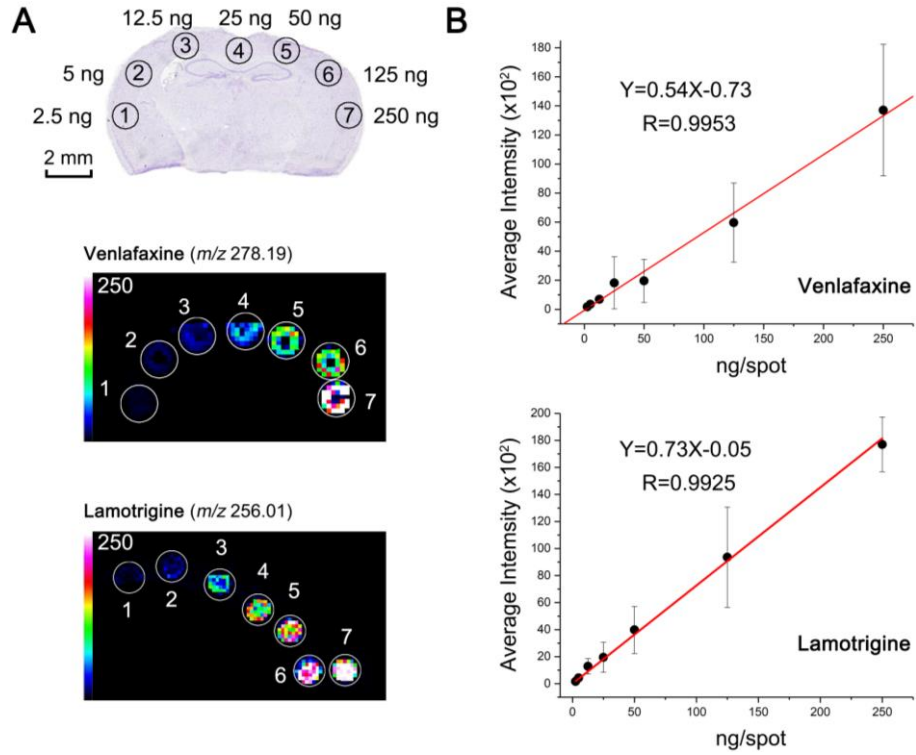 A
12.5 ng 25 ng 50 ng
5 ng 125 ng
2.5 ng 250 ng
1 2 3 4 5 6 7
2 mm
Venlafaxine (m/z 278.19)
250
1 2 3 4 5 6 7
Lamotrigine (m/z 256.01)
250
1 2 3 4 5 6 7
B
Average Intemsity (x10²)
180
160
140
120
100
80
60
40
20
0
Y=0.54X-0.73
R=0.9953
Venlafaxine
0 50 100 150 200 250
ng/spot
Average Intensity (x10²)
200
180
160
140
120
100
80
60
40
20
0
Y=0.73X-0.05
R=0.9925
Lamotrigine
0 50 100 150 200 250
ng/spot